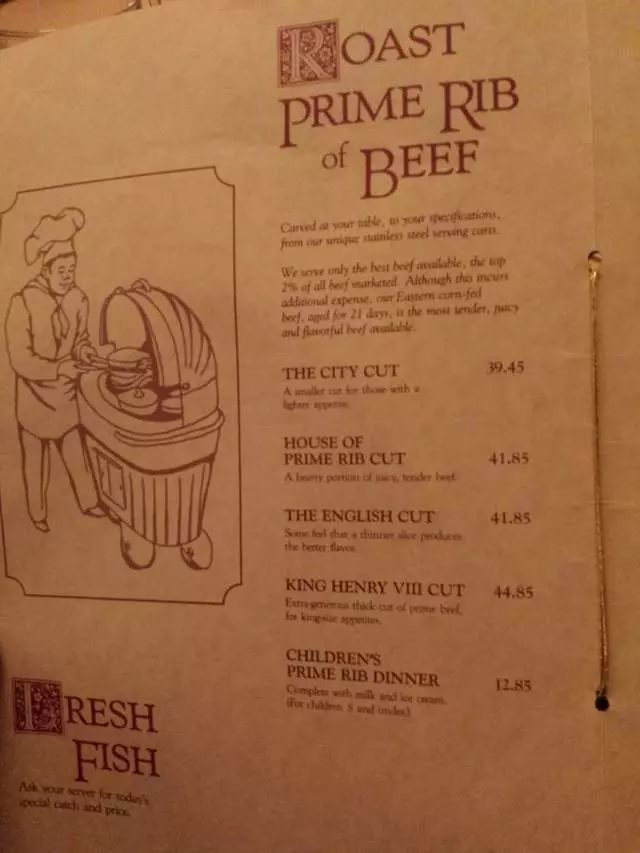 ROAST
PRIME RIB
of BEEF
Carved at your table, to your specifications,
from our unique stainless steel serving carts.
We serve only the best beef available, the top
2% of all beef marketed. Although this incurs
additional expense, our Eastern corn-fed
beef, aged for 21 days, is the most tender, juicy
and flavorful beef available.
THE CITY CUT 39.45
A smaller cut for those with a
lighter appetite.
HOUSE OF
PRIME RIB CUT 41.85
A hearty portion of juicy, tender beef.
THE ENGLISH CUT 41.85
Some feel that a thinner slice produces
the better flavor.
KING HENRY VIII CUT 44.85
Extra-generous thick cut of prime beef,
for king-size appetites.
CHILDREN'S
PRIME RIB DINNER 12.85
Complete with milk and ice cream.
(For children 8 and under.)
FRESH
FISH
Ask your server for today's
special catch and price.